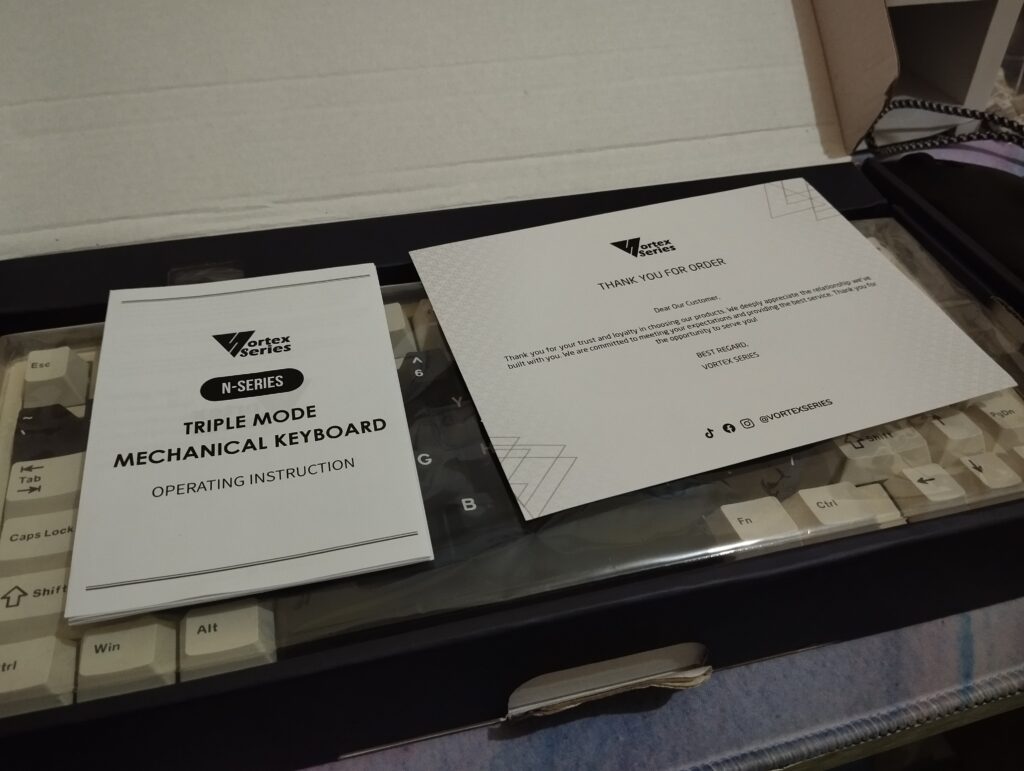 Vortex
Series
N-SERIES
TRIPLE MODE
MECHANICAL KEYBOARD
OPERATING INSTRUCTION
Vortex
Series
THANK YOU FOR ORDER
Dear Our Customer,
Thank you for your trust and loyalty in choosing our products. We deeply appreciate the relationship we've
built with you. We are committed to meeting your expectations and providing the best service. Thank you for
the opportunity to serve you!
BEST REGARD,
VORTEX SERIES
@VORTEXSERIES
Esc
~
^
6
Tab
Y
PgDn
Caps Lock
G
Shift
B
Shift
↑
trl
Win
Alt
Fn
Ctrl
←
↓